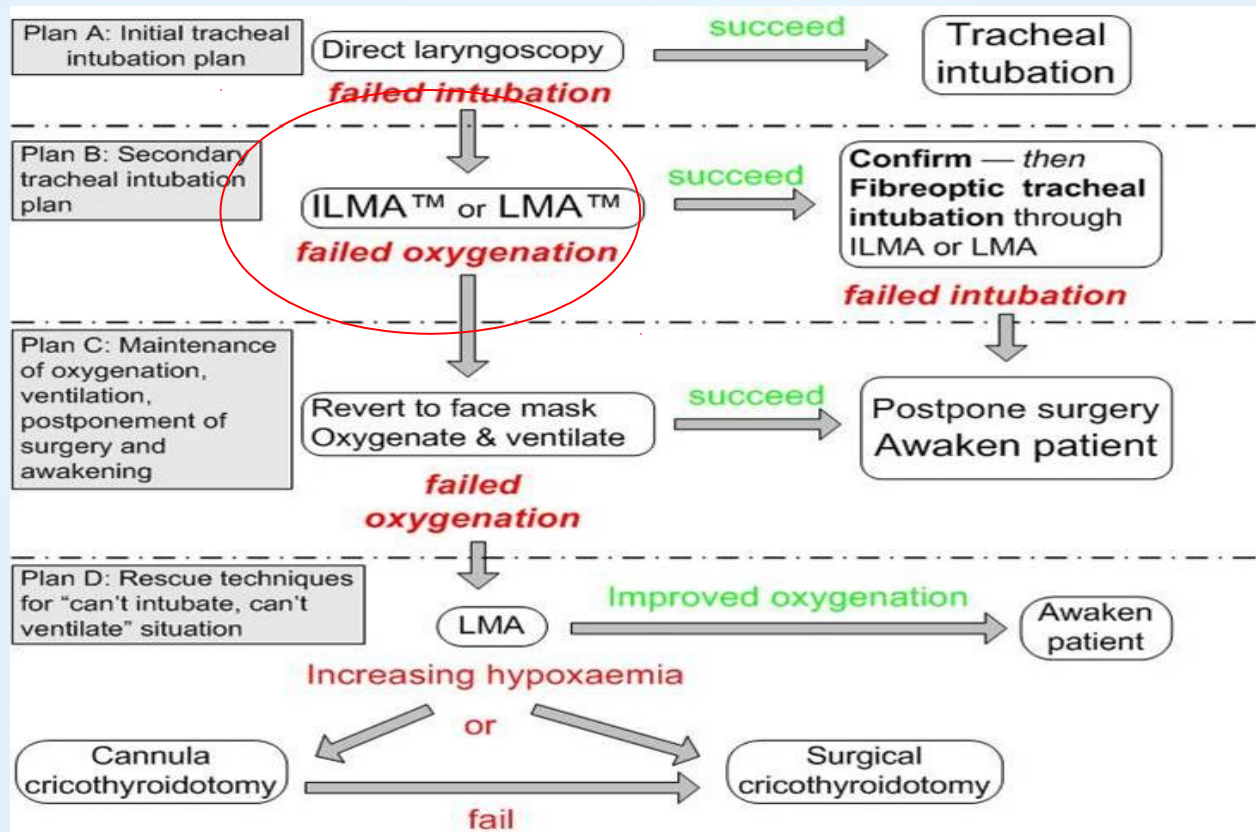 Plan A: Initial tracheal
intubation plan
Direct laryngoscopy
succeed
Tracheal
intubation
failed intubation
Plan B: Secondary
tracheal intubation
plan
ILMA™ or LMA™
succeed
Confirm — then
Fibreoptic tracheal
intubation through
ILMA or LMA
failed oxygenation
failed intubation
Plan C: Maintenance
of oxygenation,
ventilation,
postponement of
surgery and
awakening
Revert to face mask
Oxygenate & ventilate
succeed
Postpone surgery
Awaken patient
failed
oxygenation
Plan D: Rescue techniques
for “can’t intubate, can’t
ventilate” situation
LMA
Improved oxygenation
Awaken
patient
Increasing hypoxaemia
or
Cannula
cricothyroidotomy
fail
Surgical
cricothyroidotomy